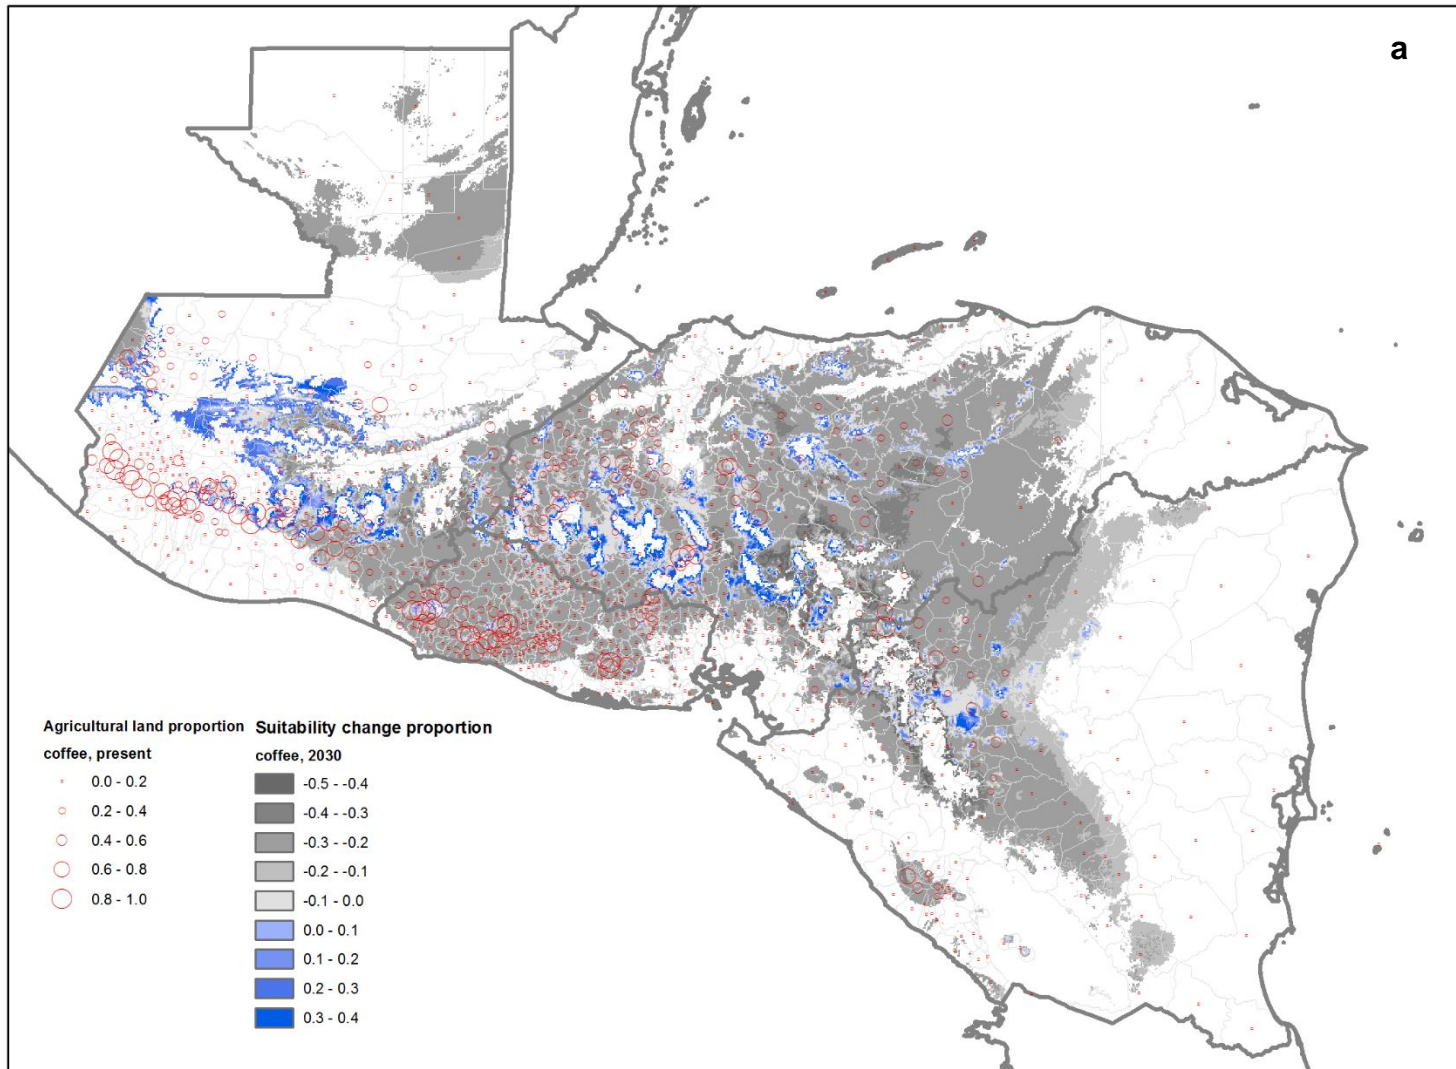 a
Agricultural land proportion
coffee, present
0.0 - 0.2
0.2 - 0.4
0.4 - 0.6
0.6 - 0.8
0.8 - 1.0
Suitability change proportion
coffee, 2030
-0.5 - -0.4
-0.4 - -0.3
-0.3 - -0.2
-0.2 - -0.1
-0.1 - 0.0
0.0 - 0.1
0.1 - 0.2
0.2 - 0.3
0.3 - 0.4